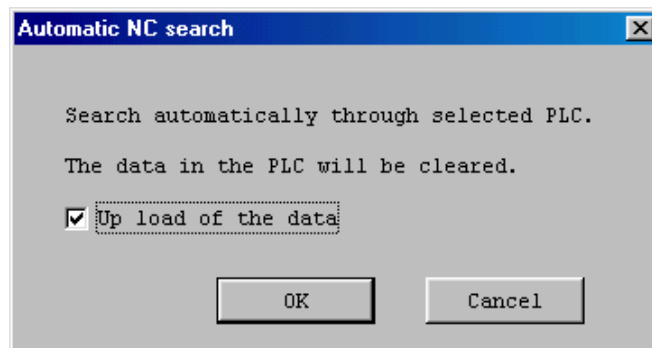 Automatic NC search
Search automatically through selected PLC.
The data in the PLC will be cleared.
Up load of the data
OK
Cancel